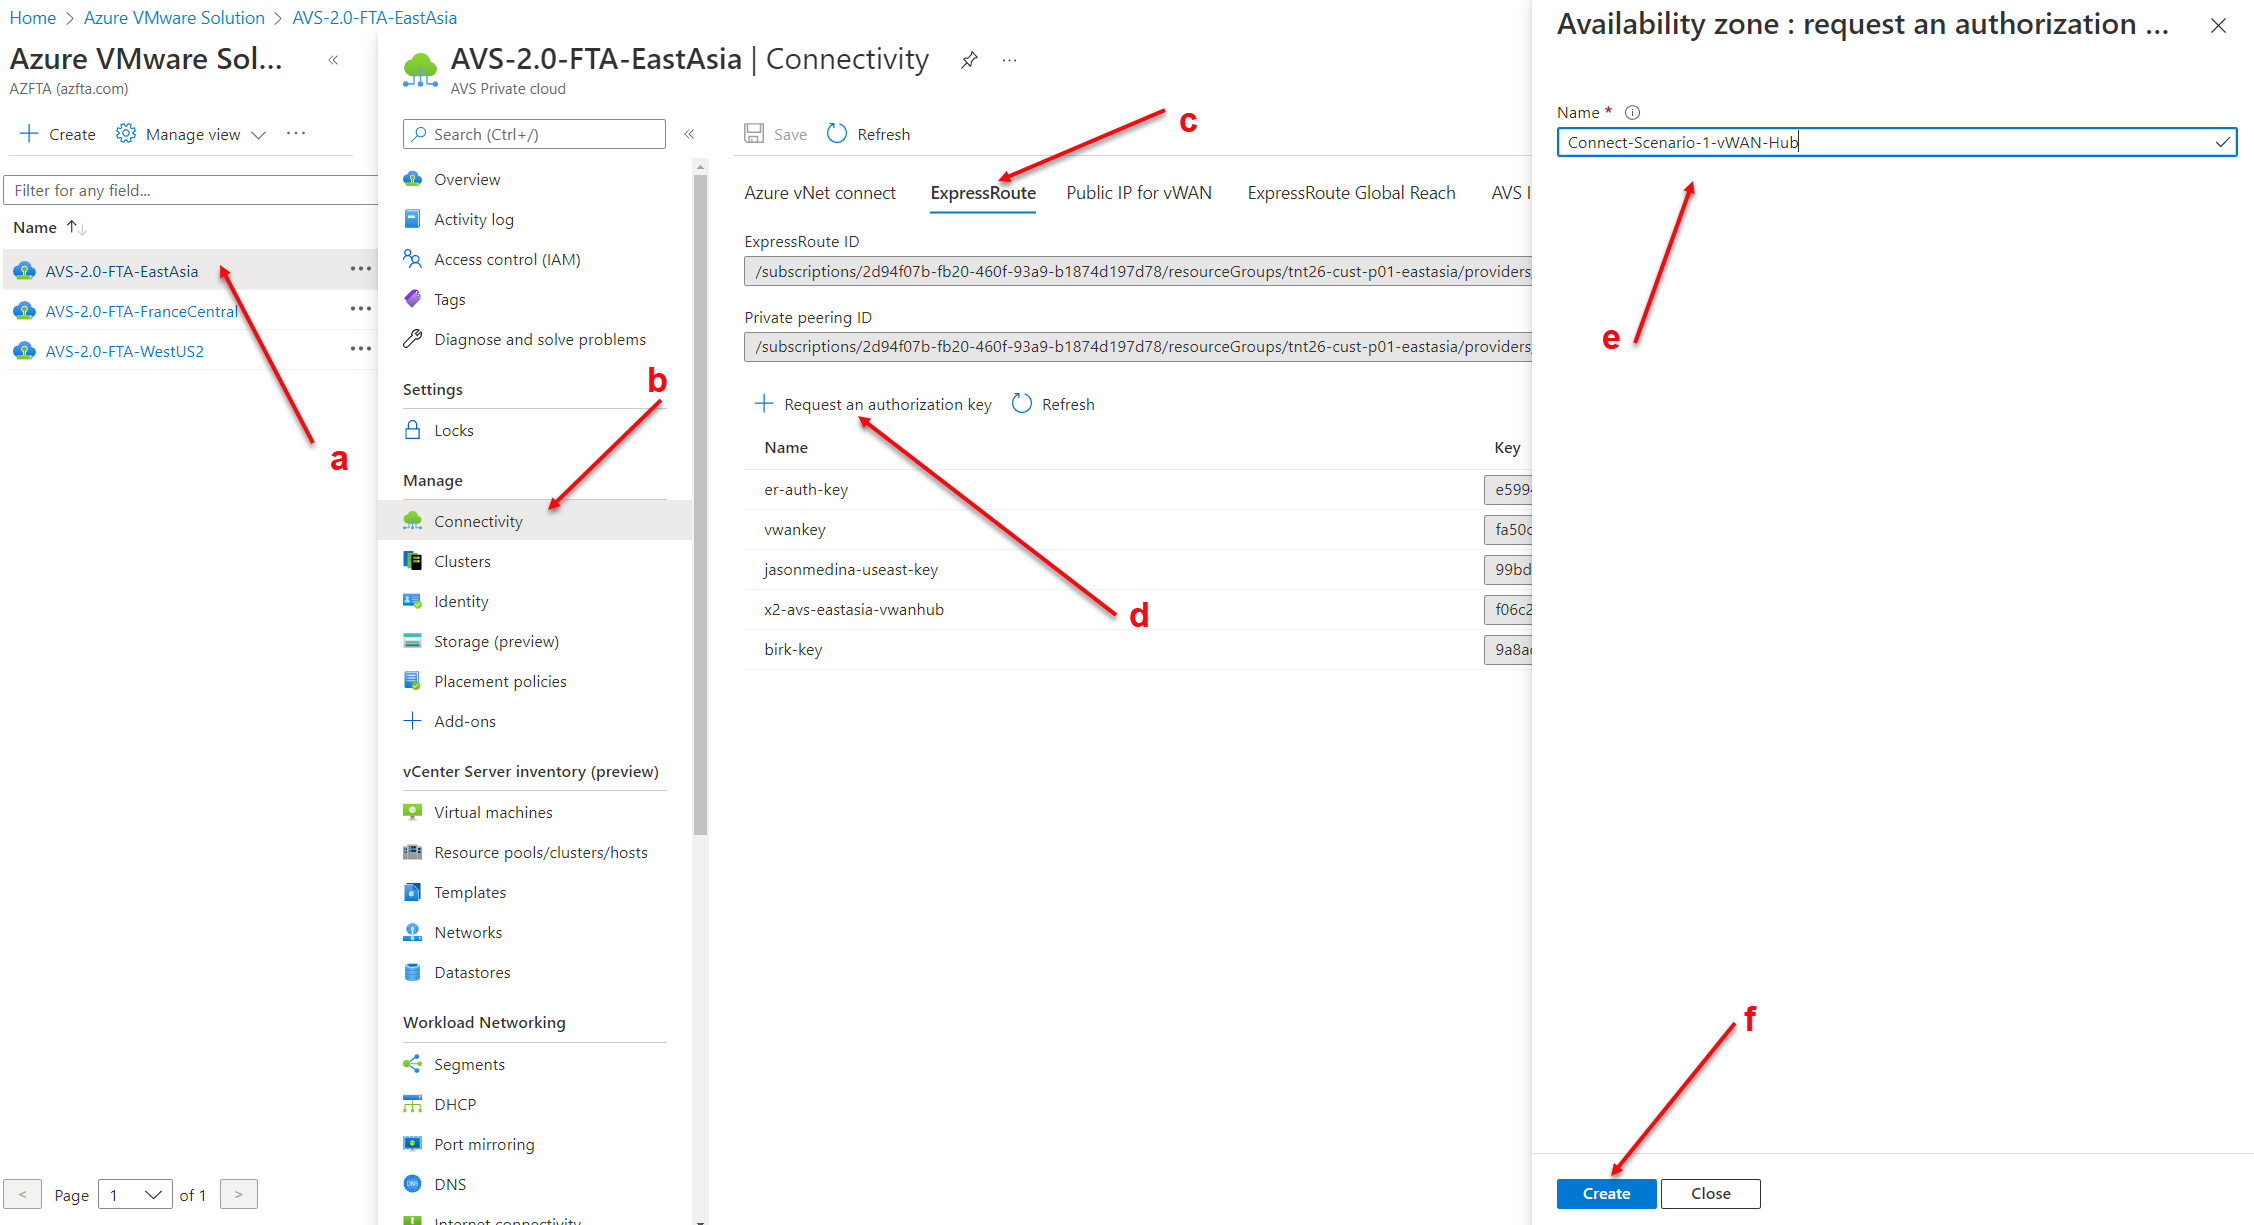 Home > Azure VMware Solution > AVS-2.0-FTA-EastAsia
Azure VMware Sol... «
AZFTA (azfta.com)
+ Create Manage view ...
Filter for any field...
Name ↑↓
AVS-2.0-FTA-EastAsia ...
AVS-2.0-FTA-FranceCentral ...
AVS-2.0-FTA-WestUS2 ...
a
< Page 1 of 1 >
AVS-2.0-FTA-EastAsia | Connectivity ...
AVS Private cloud
Search (Ctrl+/) «
Overview
Activity log
Access control (IAM)
Tags
Diagnose and solve problems
Settings
b
Locks
Manage
Connectivity
Clusters
Identity
Storage (preview)
Placement policies
Add-ons
vCenter Server inventory (preview)
Virtual machines
Resource pools/clusters/hosts
Templates
Networks
Datastores
Workload Networking
Segments
DHCP
Port mirroring
DNS
Internet connectivity
Save Refresh
c
Azure vNet connect ExpressRoute Public IP for vWAN ExpressRoute Global Reach AVS I
ExpressRoute ID
/subscriptions/2d94f07b-fb20-460f-93a9-b1874d197d78/resourceGroups/tnt26-cust-p01-eastasia/providers,
Private peering ID
/subscriptions/2d94f07b-fb20-460f-93a9-b1874d197d78/resourceGroups/tnt26-cust-p01-eastasia/providers,
+ Request an authorization key Refresh
Name Key
er-auth-key e599
vwankey fa50
jasonmedina-useast-key 99bd
x2-avs-eastasia-vwanhub f06c2
d
birk-key 9a8a
Availability zone : request an authorization ...
Name *
Connect-Scenario-1-vWAN-Hub
e
f
Create Close